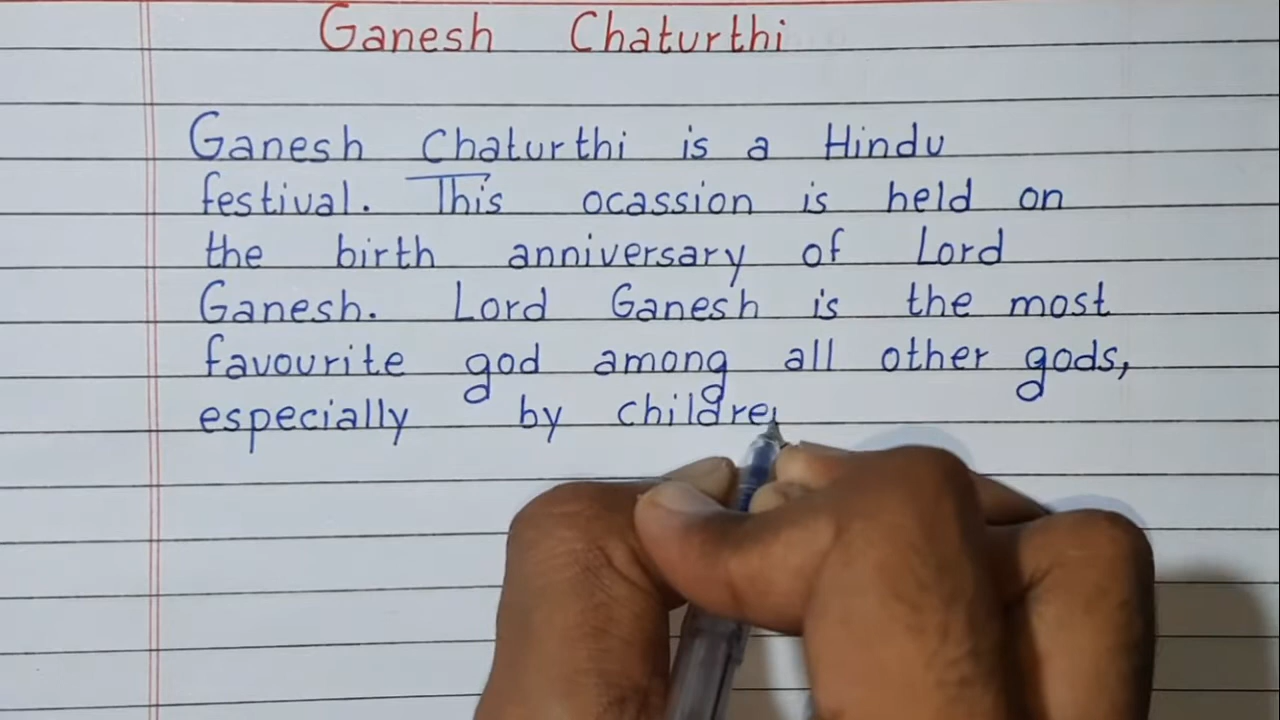 Ganesh Chaturthi
Ganesh Chaturthi is a Hindu
festival. This ocassion is held on
the birth anniversary of Lord
Ganesh. Lord Ganesh is the most
favourite god among all other gods,
especially by childre